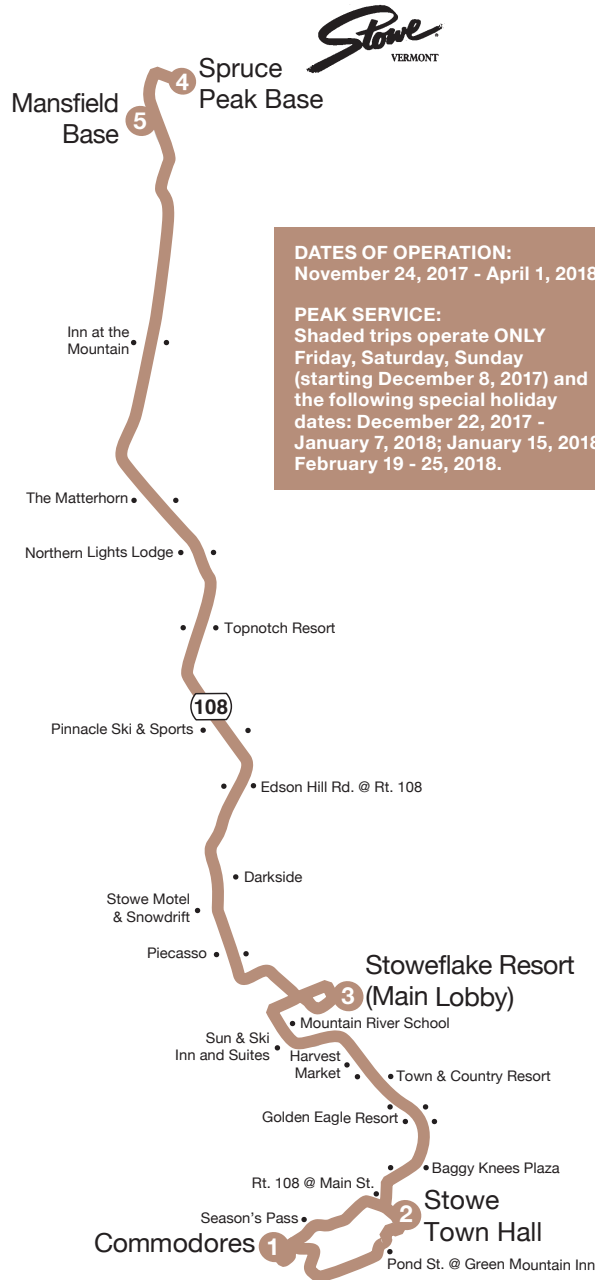 Stowe
VERMONT
4
Spruce
Peak Base
Mansfield
Base
5
DATES OF OPERATION:
November 24, 2017 - April 1, 2018
PEAK SERVICE:
Shaded trips operate ONLY
Friday, Saturday, Sunday
(starting December 8, 2017) and
the following special holiday
dates: December 22, 2017 -
January 7, 2018; January 15, 2018
February 19 - 25, 2018.
Inn at the
Mountain
The Matterhorn
Northern Lights Lodge
Topnotch Resort
108
Pinnacle Ski & Sports
Edson Hill Rd. @ Rt. 108
Darkside
Stowe Motel
& Snowdrift
Piecasso
3
Stoweflake Resort
(Main Lobby)
Mountain River School
Sun & Ski
Inn and Suites
Harvest
Market
Town & Country Resort
Golden Eagle Resort
Baggy Knees Plaza
Rt. 108 @ Main St.
2
Stowe
Town Hall
Season's Pass
Commodores
1
Pond St. @ Green Mountain Inn